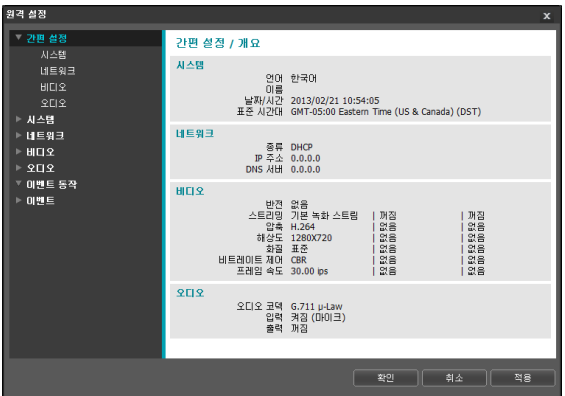 원격 설정
x
간편 설정
시스템
네트워크
비디오
오디오
시스템
네트워크
비디오
오디오
이벤트 동작
이벤트
간편 설정 / 개요
시스템
언어 한국어
이름
날짜/시간 2013/02/21 10:54:05
표준 시간대 GMT-05:00 Eastern Time (US & Canada) (DST)
네트워크
종류 DHCP
IP 주소 0.0.0.0
DNS 서버 0.0.0.0
비디오
반전 없음
스트리밍 기본 녹화 스트림 | 꺼짐 | 꺼짐
압축 H.264 | 없음 | 없음
해상도 1280X720 | 없음 | 없음
화질 표준 | 없음 | 없음
비트레이트 제어 CBR | 없음 | 없음
프레임 속도 30.00 ips | 없음 | 없음
오디오
오디오 코덱 G.711 μ-Law
입력 켜짐 (마이크)
출력 꺼짐
확인 취소 적용